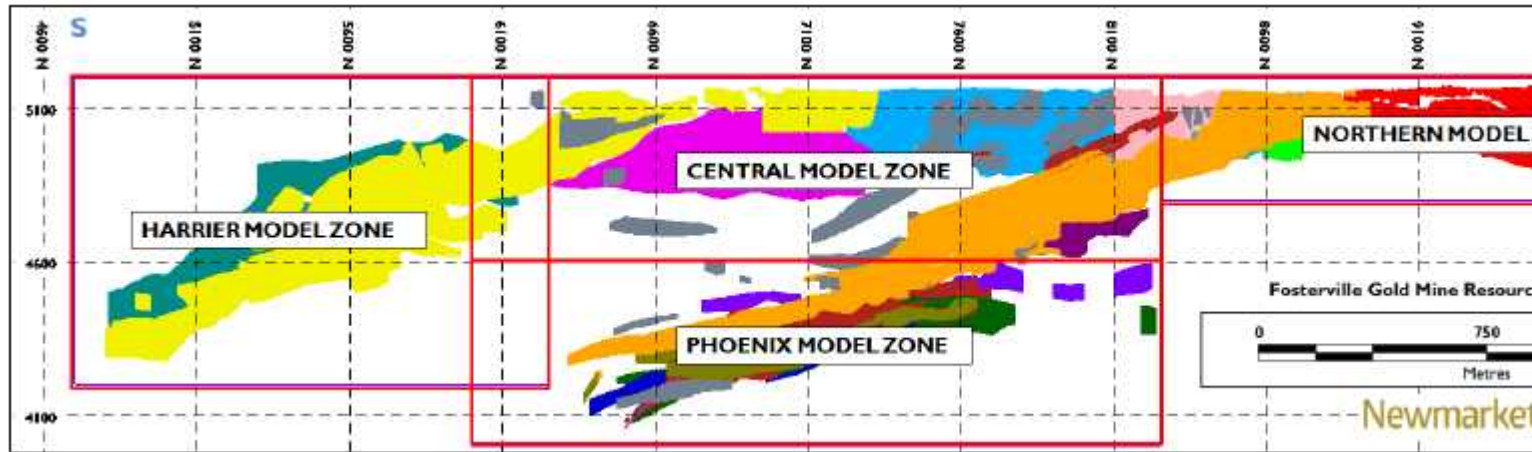 S
4600 N
5100 N
5600 N
6100 N
6600 N
7100 N
7600 N
8100 N
8600 N
9100 N
5100
4600
4100
NORTHERN MODEL
CENTRAL MODEL ZONE
HARRIER MODEL ZONE
PHOENIX MODEL ZONE
Fosterville Gold Mine Resourc
0 750
Metres
Newmarket